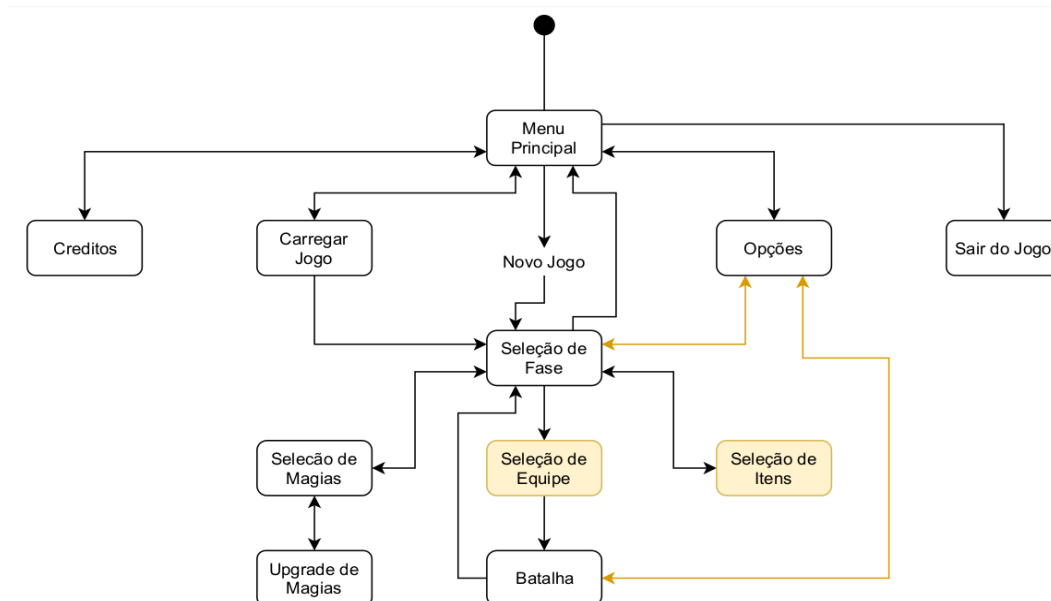 Menu
Principal
Creditos
Carregar
Jogo
Novo Jogo
Opções
Sair do Jogo
Seleção de
Fase
Selecão de
Magias
Seleção de
Equipe
Seleção de
Itens
Upgrade de
Magias
Batalha